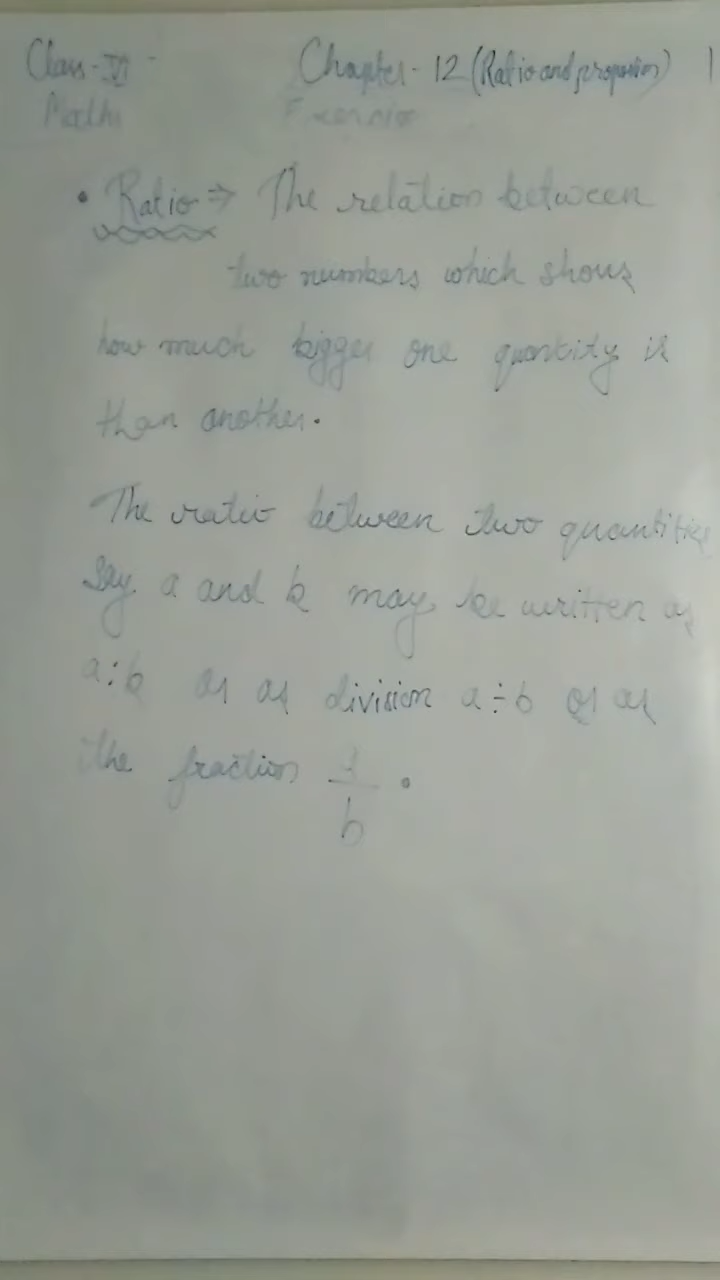 Class-VI Chapter-12 (Ratio and proportion) 1
Maths Exercise
• Ratio ⇒ The relation between
two numbers which shows
how much bigger one quantity is
than another.
The ratio between two quantities
say a and b may be written as
a:b or as division a÷b or as
the fraction
b